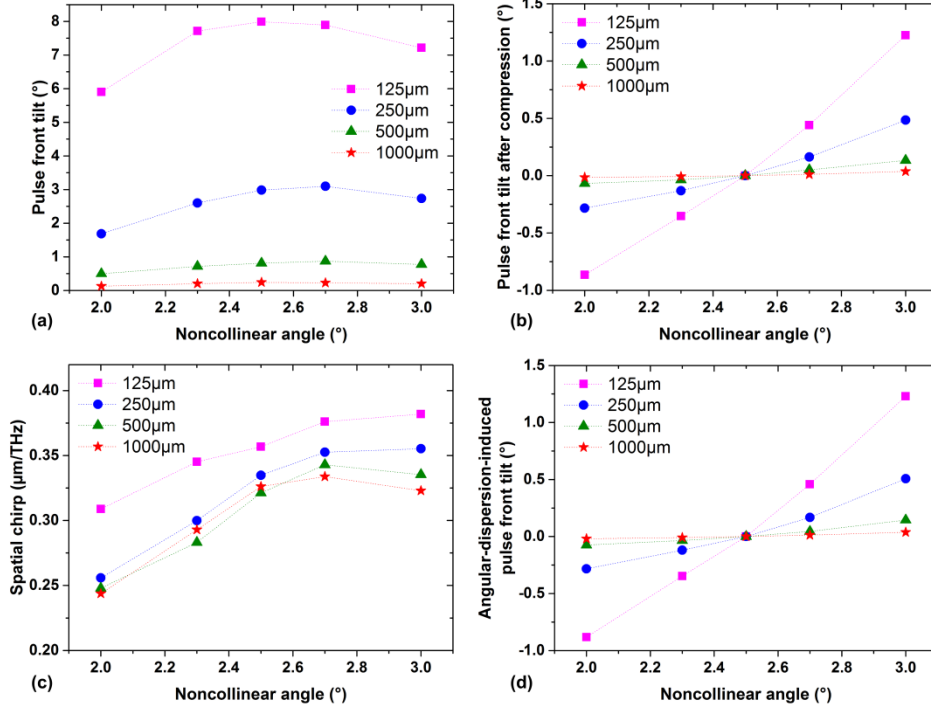 8
7
6
5
4
3
2
1
0
Pulse front tilt (°)
125µm
250µm
500µm
1000µm
2.0 2.2 2.4 2.6 2.8 3.0
(a) Noncollinear angle (°)
1.5
1.0
0.5
0.0
-0.5
-1.0
Pulse front tilt after compression (°)
125µm
250µm
500µm
1000µm
2.0 2.2 2.4 2.6 2.8 3.0
(b) Noncollinear angle (°)
0.40
0.35
0.30
0.25
0.20
Spatial chirp (µm/THz)
125µm
250µm
500µm
1000µm
2.0 2.2 2.4 2.6 2.8 3.0
(c) Noncollinear angle (°)
1.5
1.0
0.5
0.0
-0.5
-1.0
Angular-dispersion-induced
pulse front tilt (°)
125µm
250µm
500µm
1000µm
2.0 2.2 2.4 2.6 2.8 3.0
(d) Noncollinear angle (°)